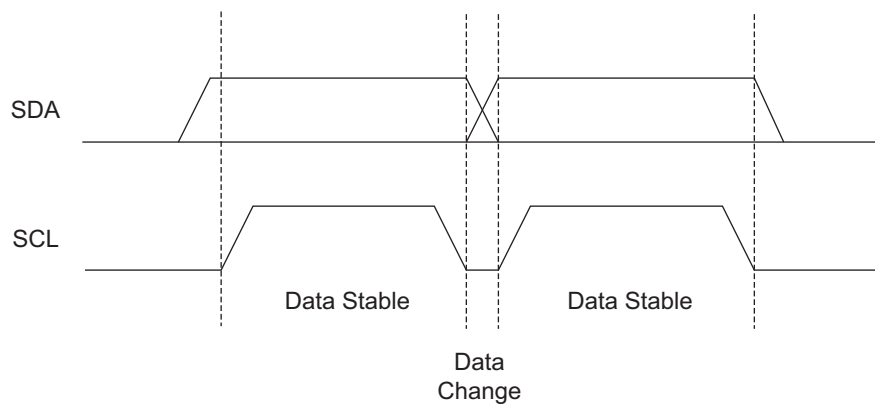 SDA
SCL
Data Stable
Data Stable
Data
Change